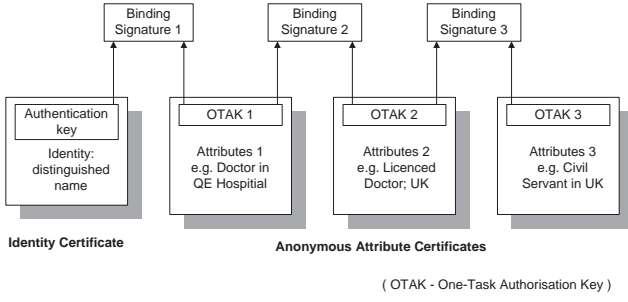 Binding
Signature 1
Binding
Signature 2
Binding
Signature 3
Authentication
key
Identity:
distinguished
name
OTAK 1
Attributes 1
e.g. Doctor in
QE Hospitial
OTAK 2
Attributes 2
e.g. Licenced
Doctor; UK
OTAK 3
Attributes 3
e.g. Civil
Servant in UK
Identity Certificate
Anonymous Attribute Certificates
( OTAK - One-Task Authorisation Key )